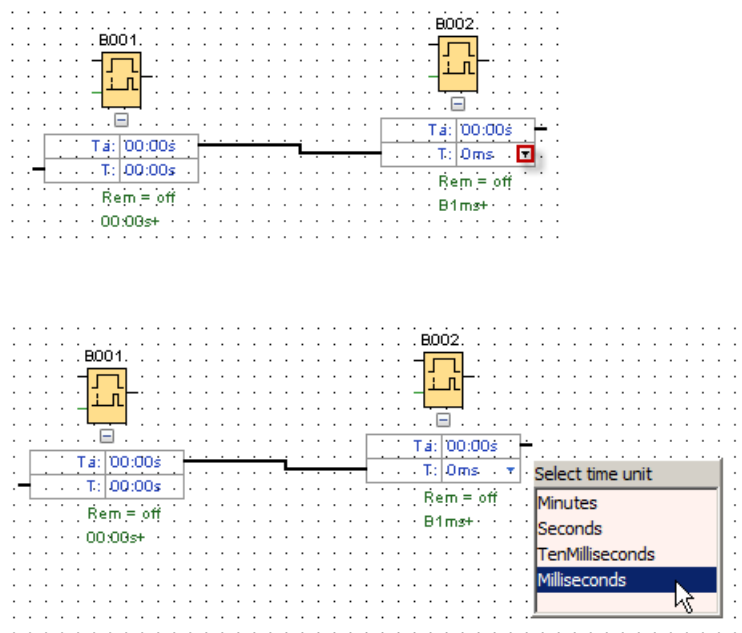 B001
B002
Ta: 00:00s
T: 00:00s
Rem = off
00:00s+
Ta: 00:00s
T: 0ms
Rem = off
B1ms+
B001
B002
Ta: 00:00s
T: 00:00s
Rem = off
00:00s+
Ta: 00:00s
T: 0ms
Rem = off
B1ms+
Select time unit
Minutes
Seconds
TenMilliseconds
Milliseconds